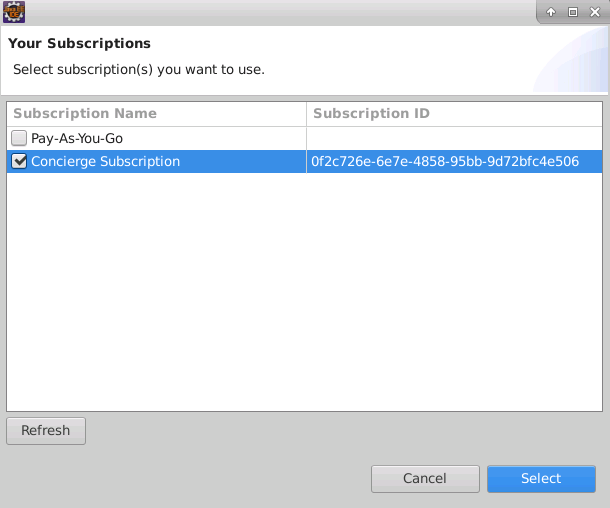 Your Subscriptions
Select subscription(s) you want to use.
Subscription Name Subscription ID
Pay-As-You-Go
Concierge Subscription 0f2c726e-6e7e-4858-95bb-9d72bfc4e506
Refresh
Cancel Select